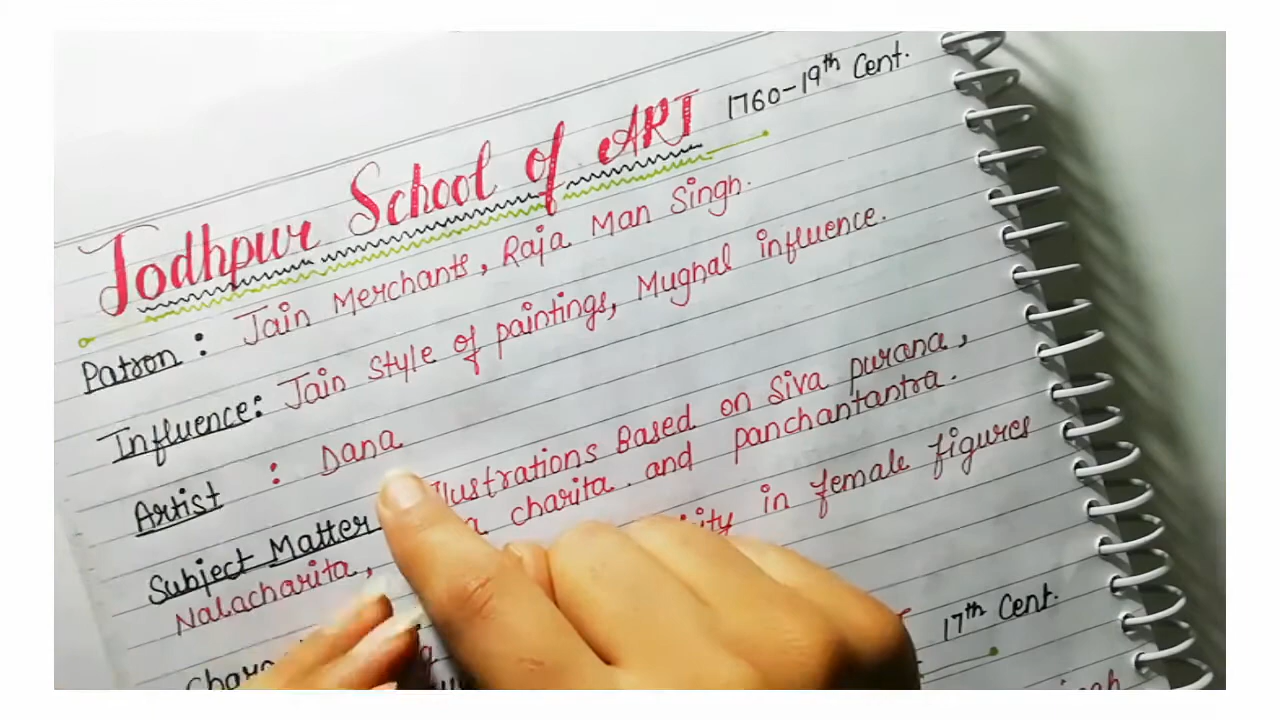 Jodhpur School of ART 1760-19th Cent.
Patron : Jain Merchants, Raja Man Singh.
Influence: Jain Style of paintings, Mughal influence.
Artist : Dana
Subject Matter Illustrations Based on Siva purana,
Nalacharita, charita. and panchantantra.
in female figures
17th Cent.